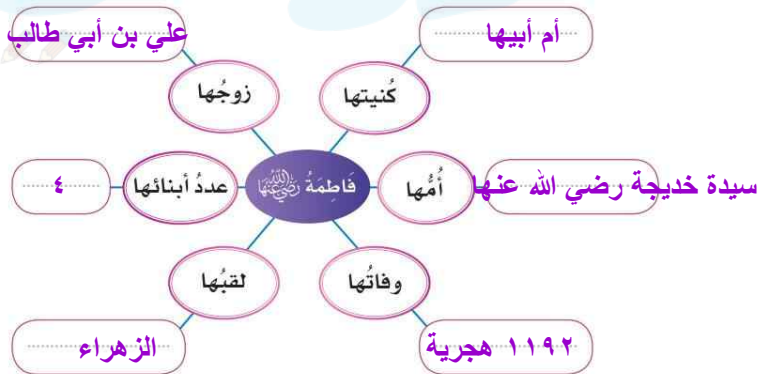 أم أبيها
علي بن أبي طالب
كُنيتها
زوجُها
سيدة خديجة رضي الله عنها
أُمُّها
فَاطِمَةُ رَضِيَ اللَّهُ عَنْهَا
عددُ أبنائها
٤
وفاتُها
لقبُها
١١٩٢ هجرية
الزهراء